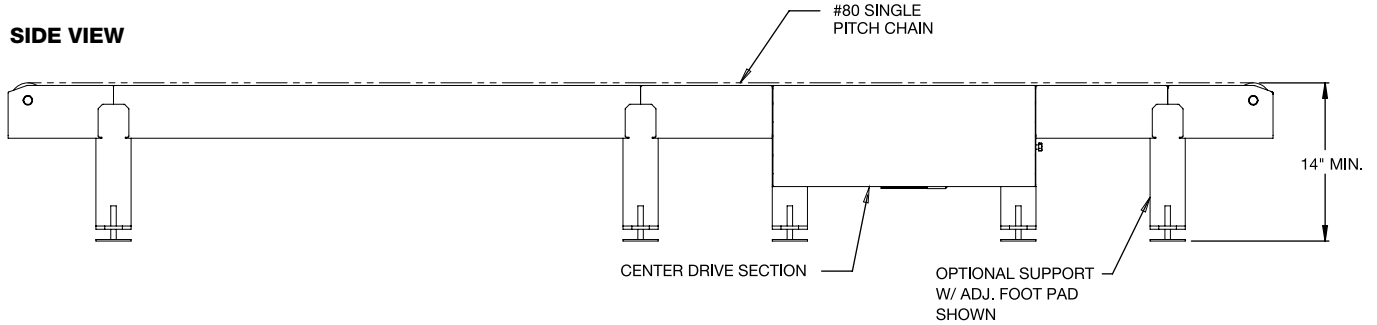 #80 SINGLE
PITCH CHAIN
SIDE VIEW
14" MIN.
CENTER DRIVE SECTION
OPTIONAL SUPPORT
W/ ADJ. FOOT PAD
SHOWN